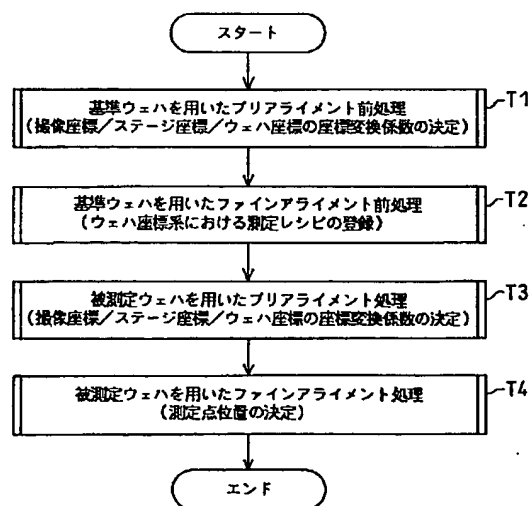 スタート
基準ウェハを用いたプリアライメント前処理
(撮像座標/ステージ座標/ウェハ座標の座標変換係数の決定)
T1
基準ウェハを用いたファインアライメント前処理
(ウェハ座標系における測定レシピの登録)
T2
被測定ウェハを用いたプリアライメント処理
(撮像座標/ステージ座標/ウェハ座標の座標変換係数の決定)
T3
被測定ウェハを用いたファインアライメント処理
(測定点位置の決定)
T4
エンド